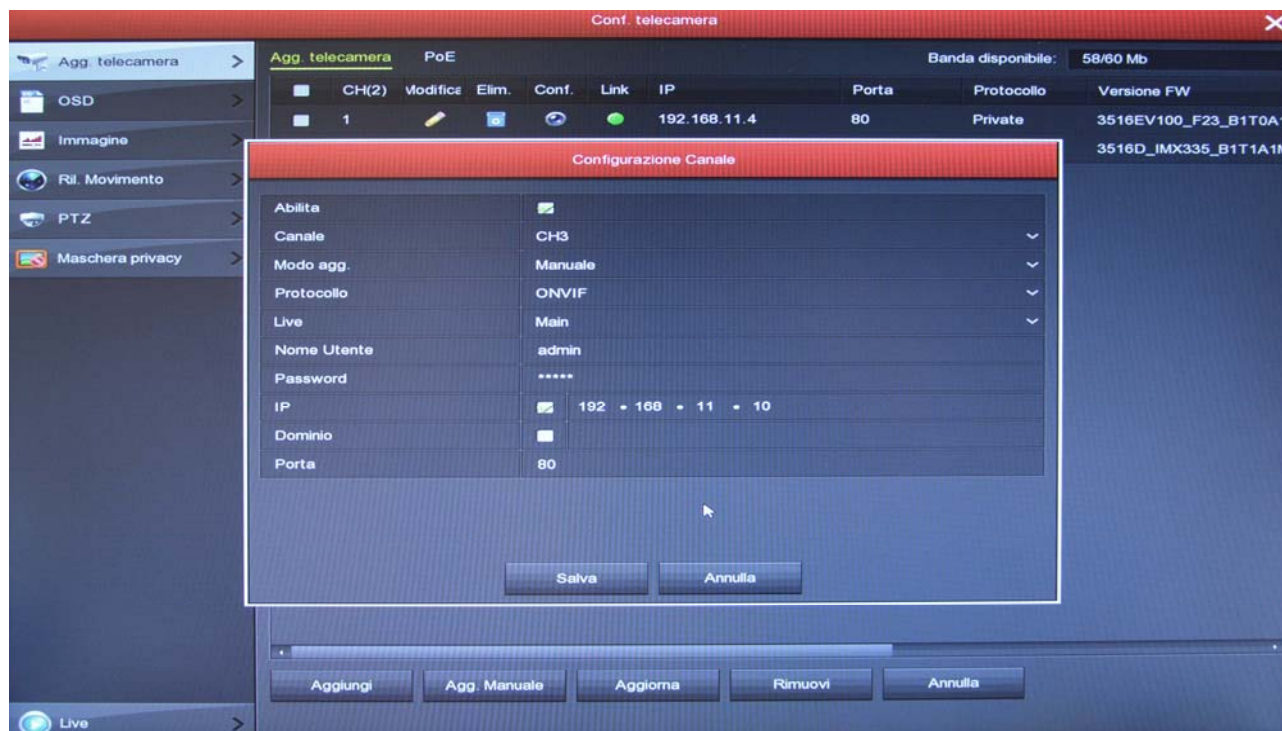 Conf. telecamera
Agg. telecamera
OSD
Immagine
Ril. Movimento
PTZ
Maschera privacy
Live
Agg. telecamera PoE Banda disponibile: 58/60 Mb
CH(2) Modifica Elim. Conf. Link IP Porta Protocollo Versione FW
1 192.168.11.4 80 Private 3516EV100_F23_B1T0A1
3516D_IMX335_B1T1A1M
Configurazione Canale
Abilita
Canale CH3
Modo agg. Manuale
Protocollo ONVIF
Live Main
Nome Utente admin
Password *****
IP 192 • 168 • 11 • 10
Dominio
Porta 80
Salva Annulla
Aggiungi Agg. Manuale Aggiorna Rimuovi Annulla